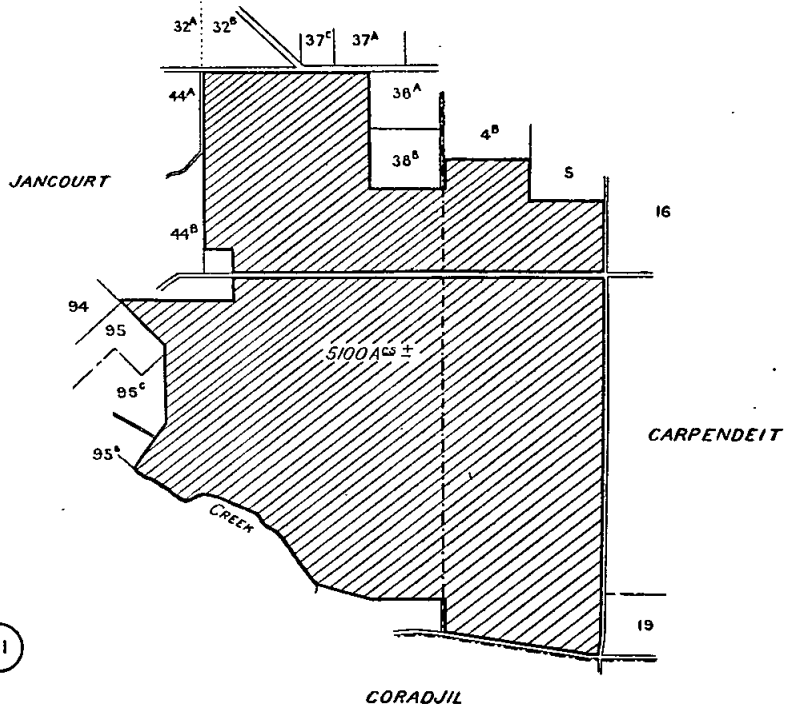 32ᴬ 32ᴮ
37ᶜ 37ᴬ
44ᴬ
38ᴬ
38ᴮ
4ᴮ
S
JANCOURT
16
44ᴮ
94
95
5100Aᶜˢ ±
95ᶜ
CARPENDEIT
95ᴮ
CREEK
19
1
CORADJIL